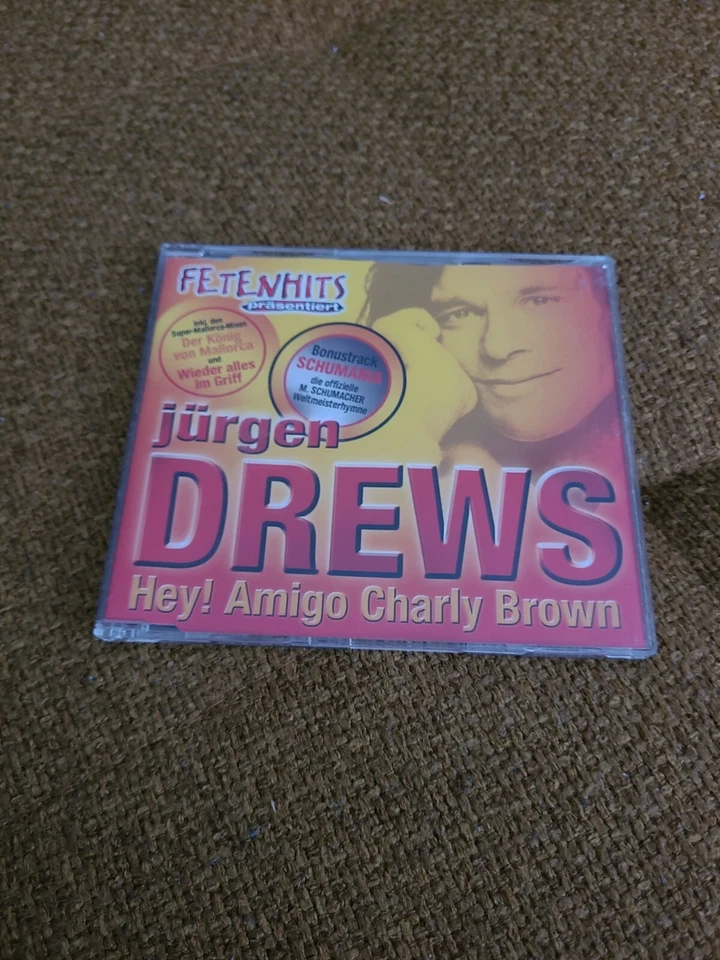 FETENHITS
präsentiert
inkl. den
Super-Mallorca-Mixen
Der König
von Mallorca
und
Wieder alles
im Griff
Bonustrack
SCHUMANIA
die offizielle
M. SCHUMACHER
Weltmeisterhymne
jürgen
DREWS
Hey! Amigo Charly Brown